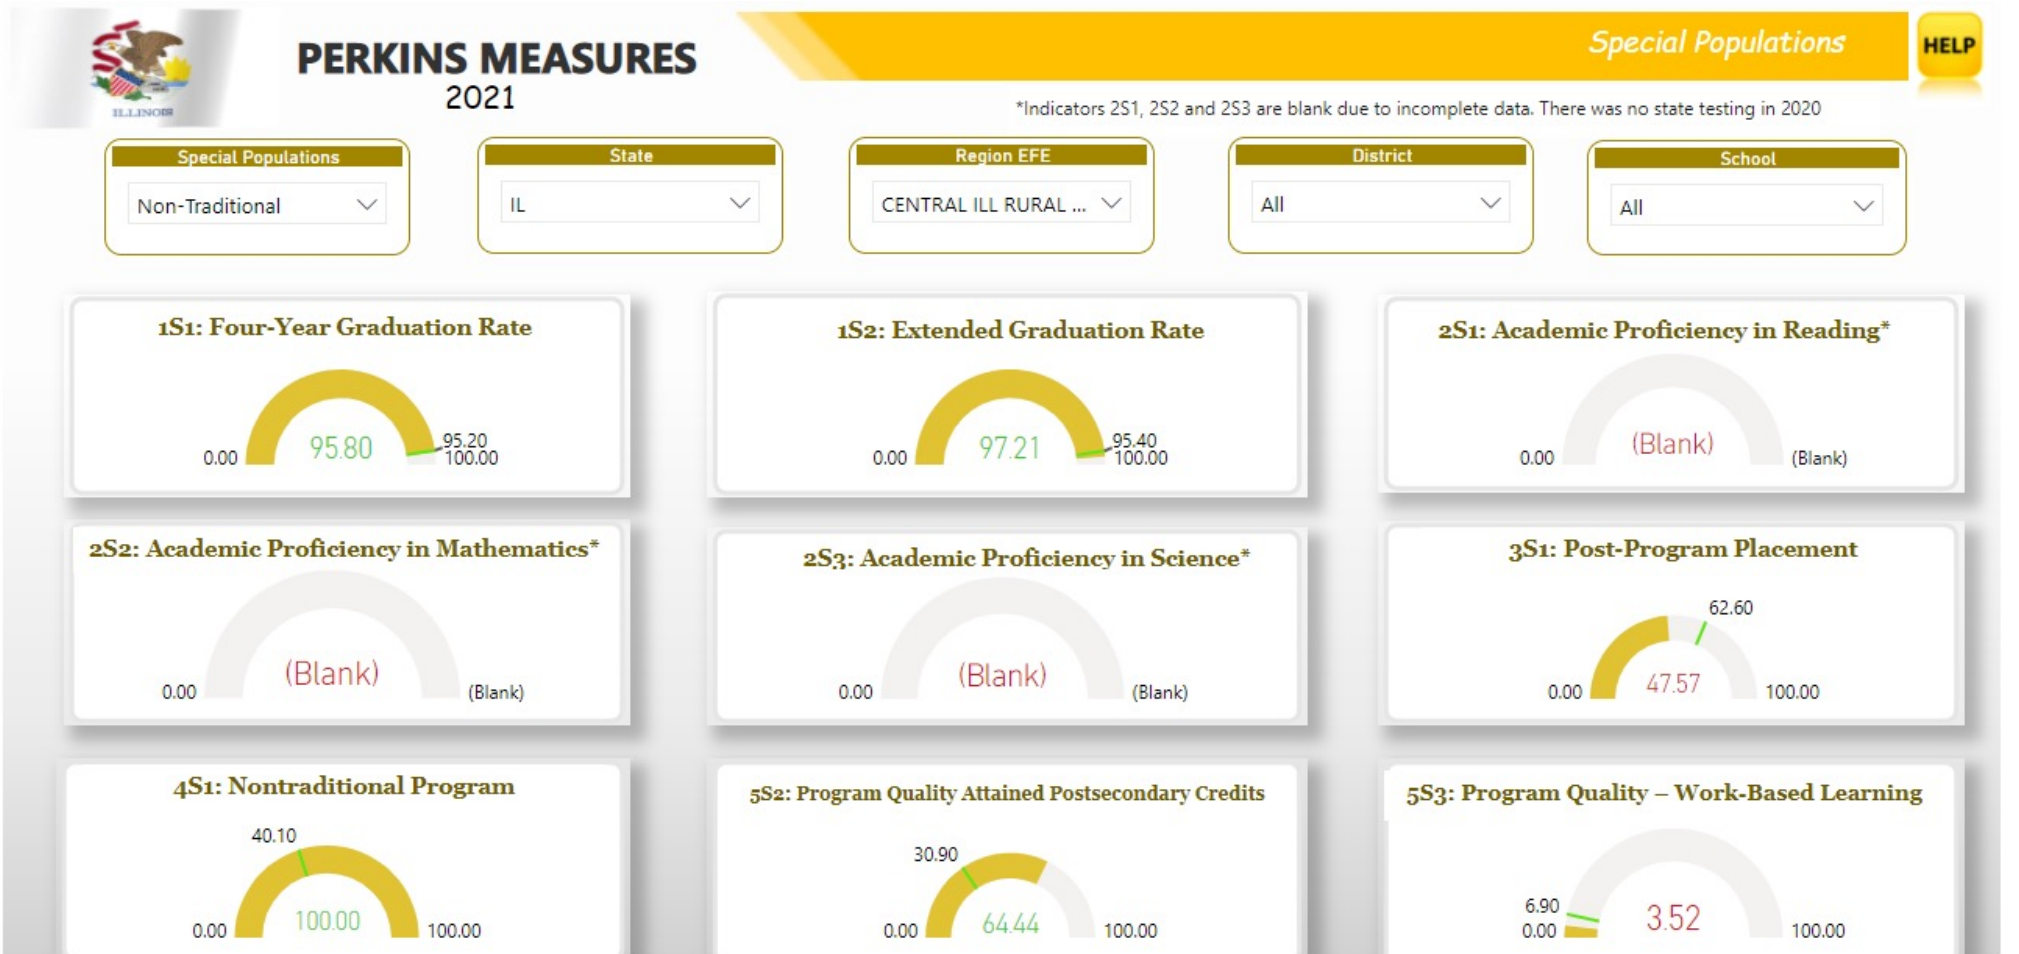 PERKINS MEASURES
2021
ILLINOIS
Special Populations
HELP
*Indicators 2S1, 2S2 and 2S3 are blank due to incomplete data. There was no state testing in 2020
Special Populations
Non-Traditional
State
IL
Region EFE
CENTRAL ILL RURAL ...
District
All
School
All
1S1: Four-Year Graduation Rate
0.00
95.80
95.20
100.00
1S2: Extended Graduation Rate
0.00
97.21
95.40
100.00
2S1: Academic Proficiency in Reading*
0.00
(Blank)
(Blank)
2S2: Academic Proficiency in Mathematics*
0.00
(Blank)
(Blank)
2S3: Academic Proficiency in Science*
0.00
(Blank)
(Blank)
3S1: Post-Program Placement
62.60
0.00
47.57
100.00
4S1: Nontraditional Program
40.10
0.00
100.00
100.00
5S2: Program Quality Attained Postsecondary Credits
30.90
0.00
64.44
100.00
5S3: Program Quality – Work-Based Learning
6.90
0.00
3.52
100.00